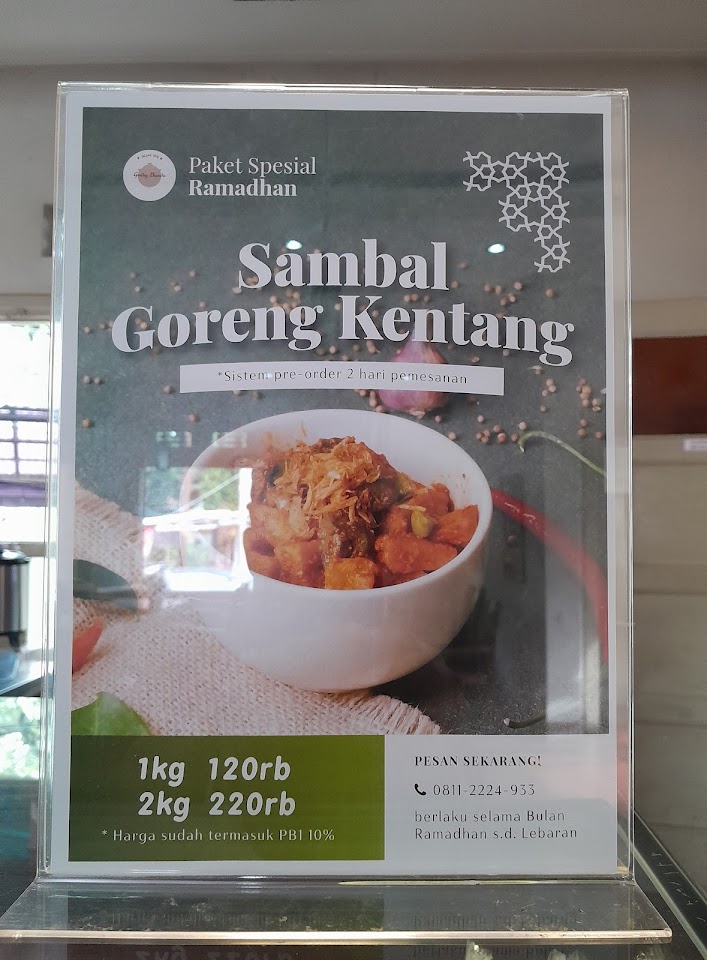 Paket Spesial
Ramadhan
Sambal
Goreng Kentang
*Sistem pre-order 2 hari pemesanan
1kg 120rb
2kg 220rb
* Harga sudah termasuk PB1 10%
PESAN SEKARANG!
0811-2224-933
berlaku selama Bulan
Ramadhan s.d. Lebaran